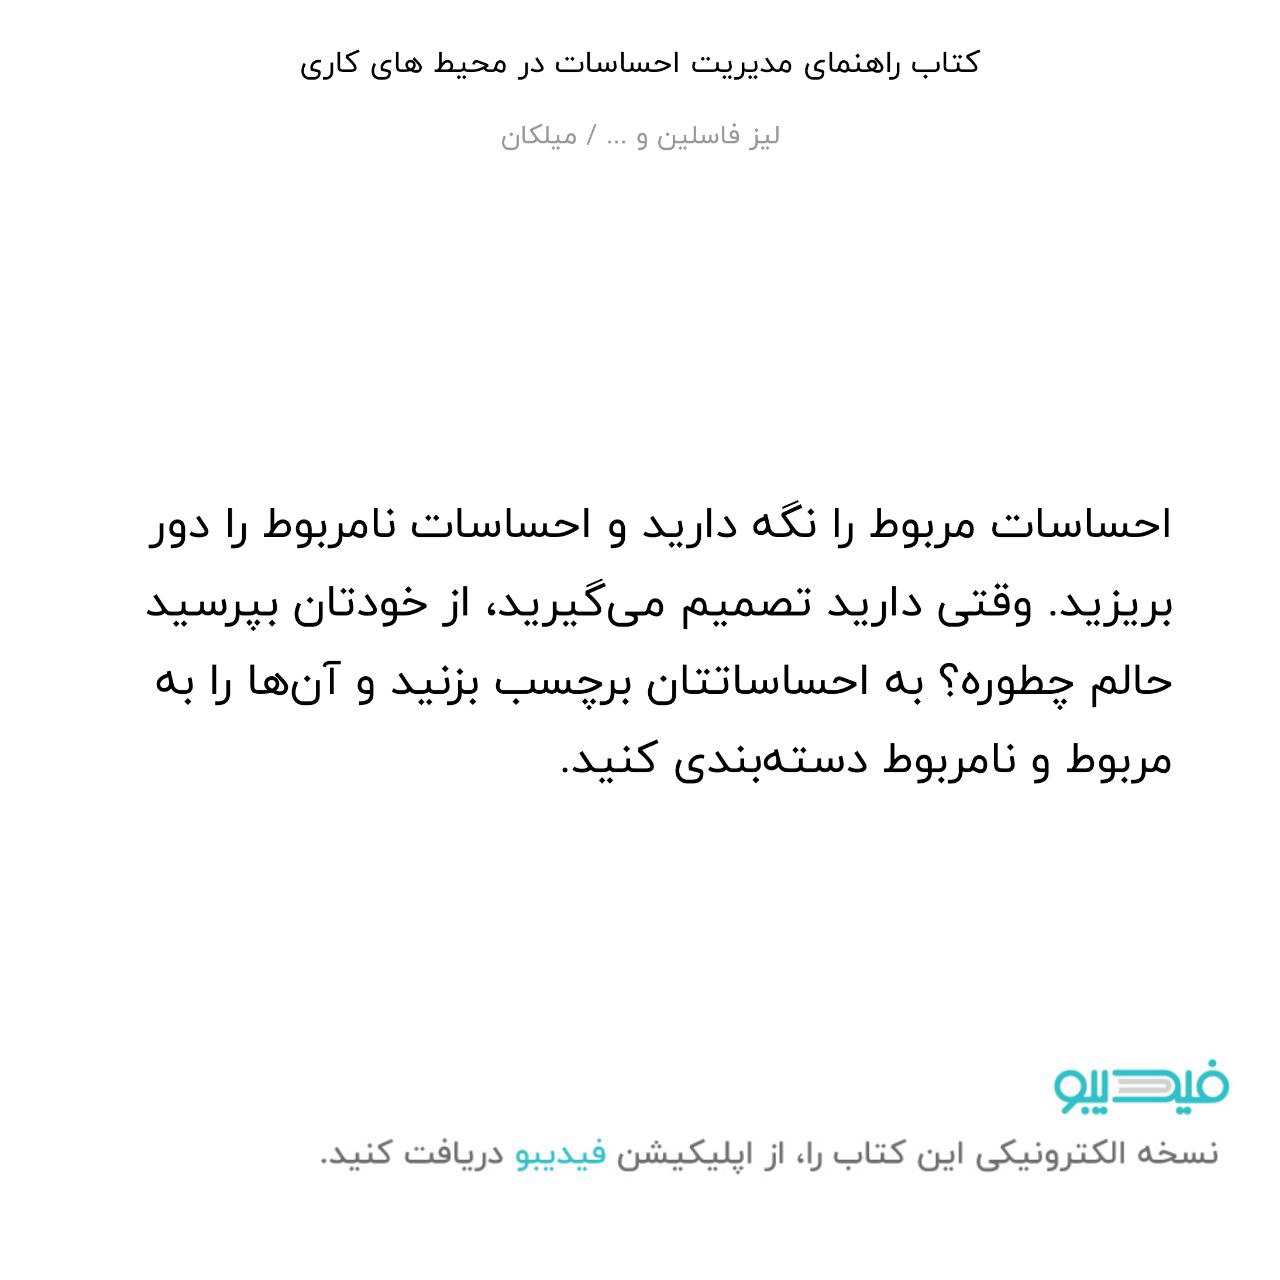 کتاب راهنمای مدیریت احساسات در محیط های کاری
لیز فاسلین و ... / میلکان
احساسات مربوط را نگه دارید و احساسات نامربوط را دور
بریزید. وقتی دارید تصمیم می‌گیرید، از خودتان بپرسید
حالم چطوره؟ به احساساتتان برچسب بزنید و آن‌ها را به
مربوط و نامربوط دسته‌بندی کنید.
فیدیبو
نسخه الکترونیکی این کتاب را، از اپلیکیشن فیدیبو دریافت کنید.